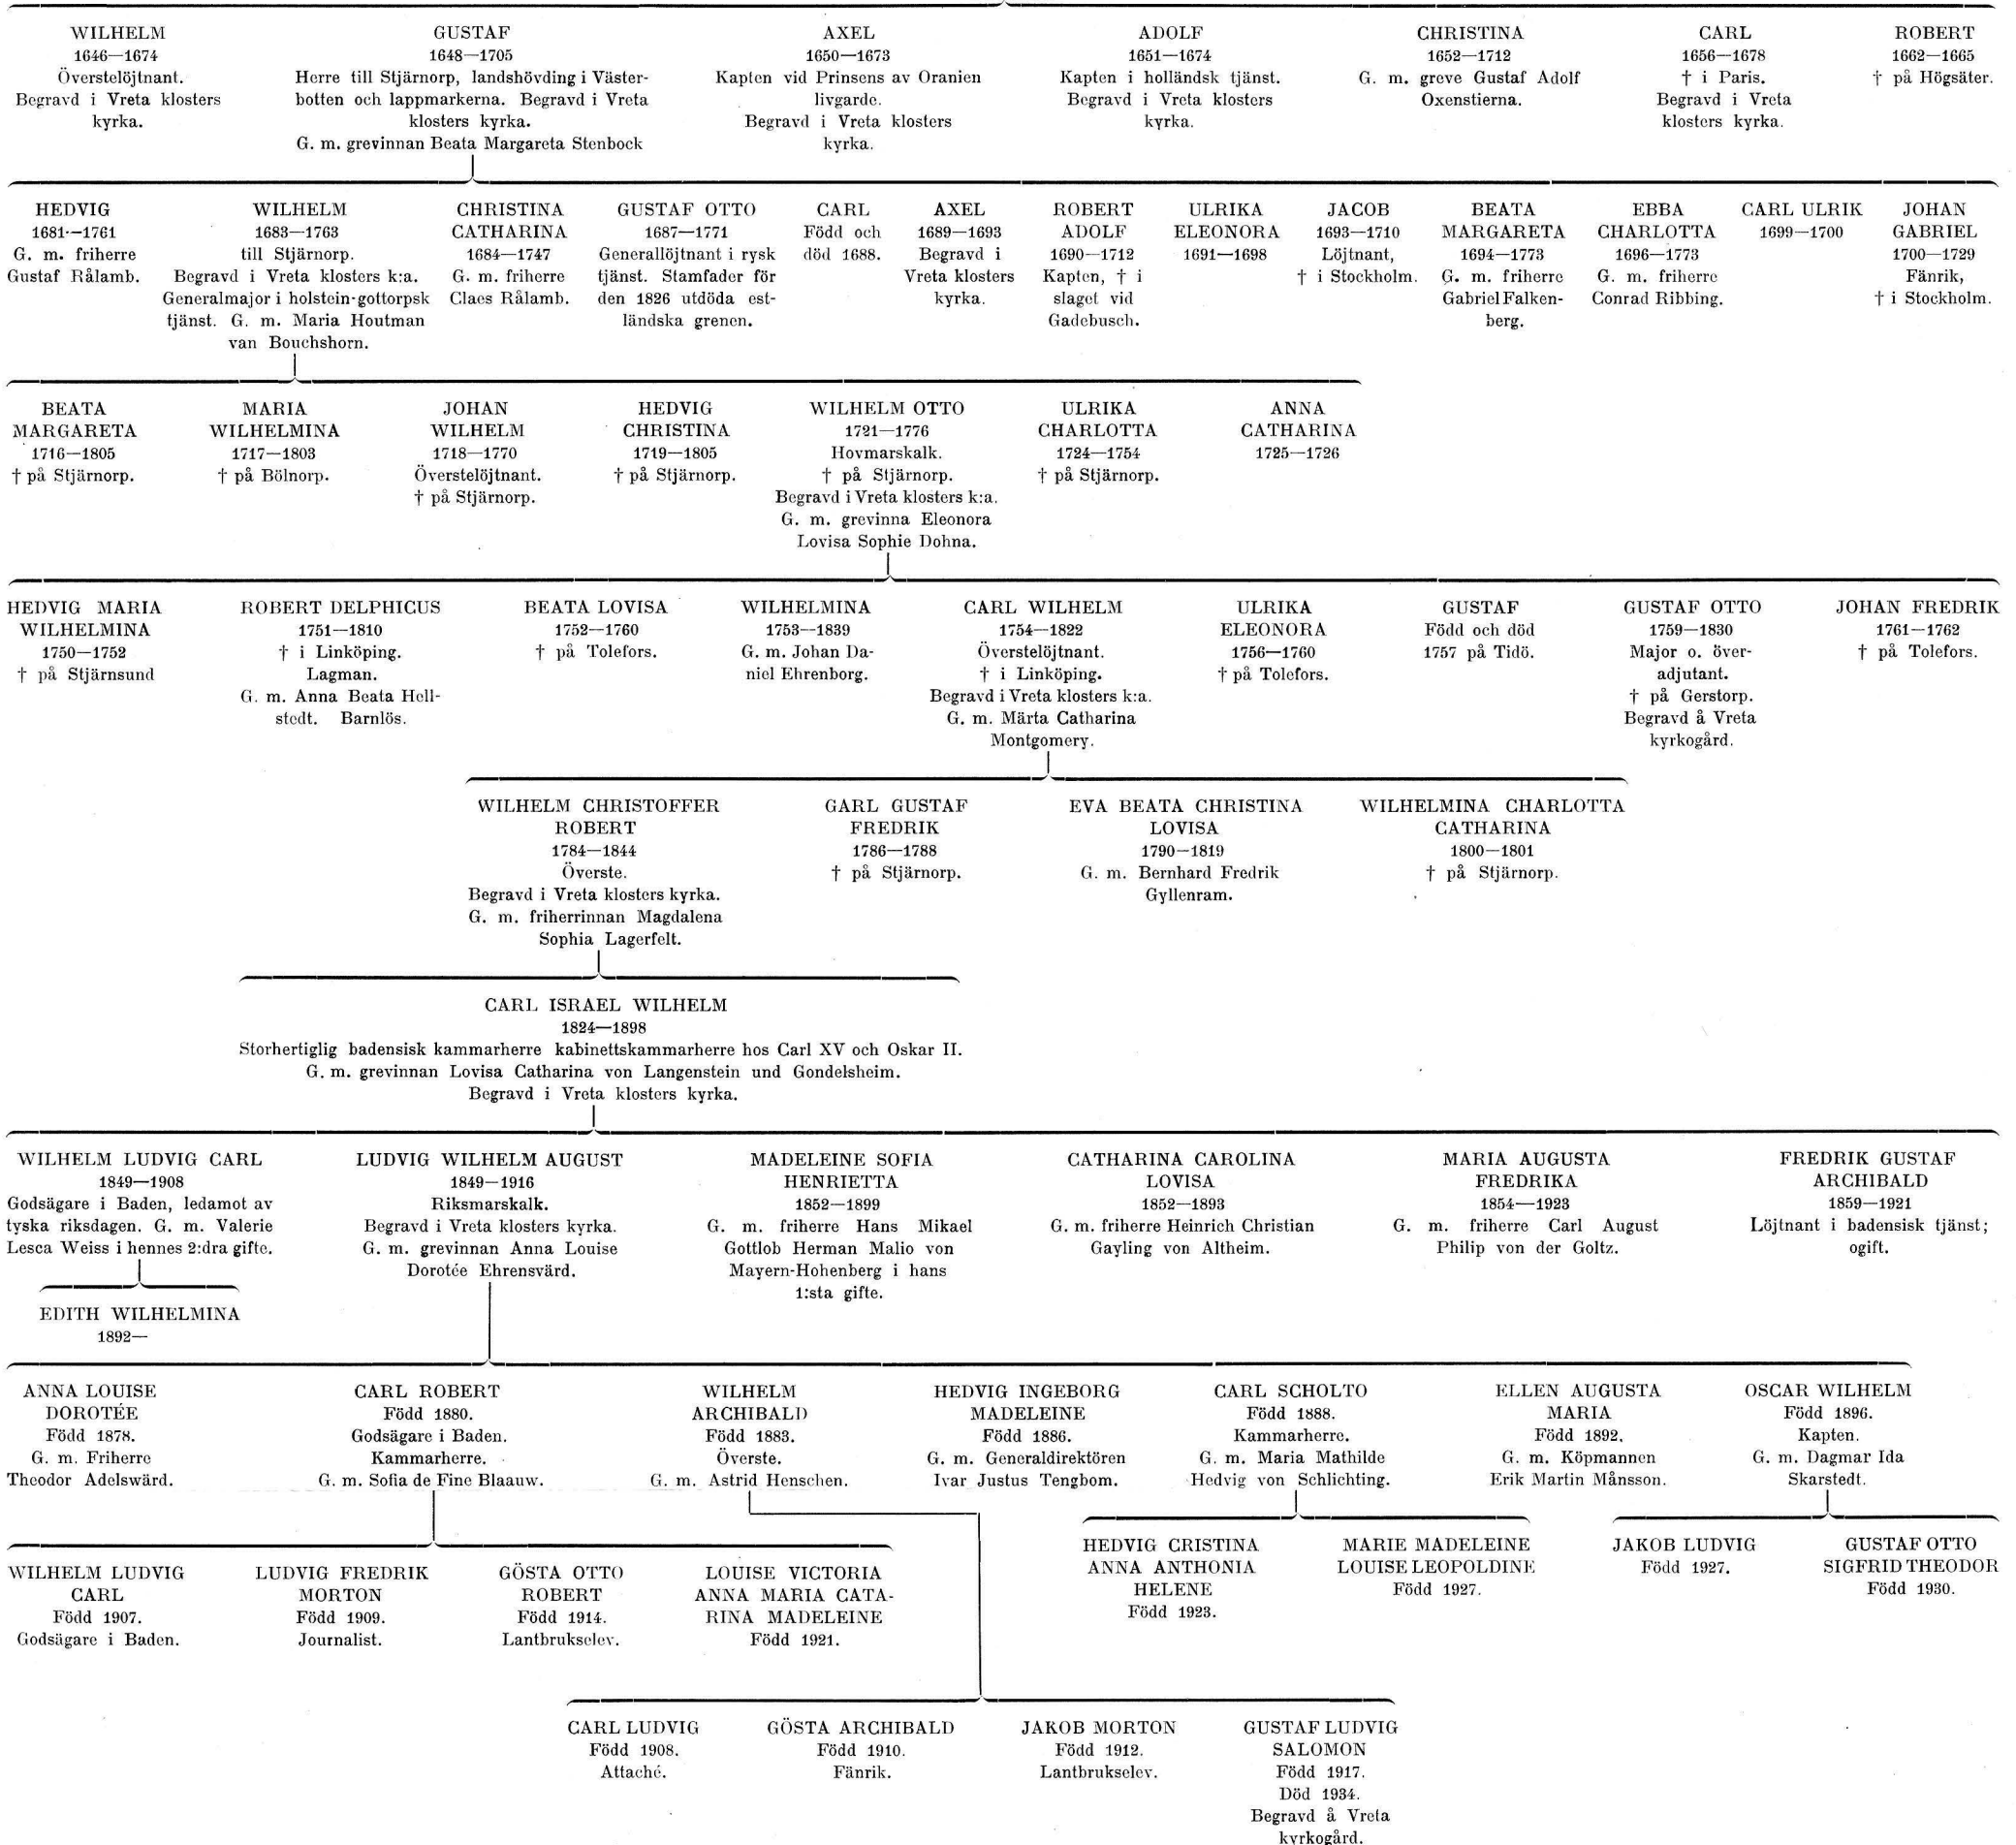 WILHELM
1646—1674
Överstelöjtnant.
Begravd i Vreta klosters
kyrka.
GUSTAF
1648—1705
Herre till Stjärnorp, landshövding i Väster-
botten och lappmarkerna. Begravd i Vreta
klosters kyrka.
G. m. grevinnan Beata Margareta Stenbock
AXEL
1650—1673
Kapten vid Prinsens av Oranien
livgarde.
Begravd i Vreta klosters
kyrka.
ADOLF
1651—1674
Kapten i holländsk tjänst.
Begravd i Vreta klosters
kyrka.
CHRISTINA
1652—1712
G. m. greve Gustaf Adolf
Oxenstierna.
CARL
1656—1678
† i Paris.
Begravd i Vreta
klosters kyrka.
ROBERT
1662—1665
† på Högsäter.
HEDVIG
1681—1761
G. m. friherre
Gustaf Rålamb.
WILHELM
1683—1763
till Stjärnorp.
Begravd i Vreta klosters k:a.
Generalmajor i holstein-gottorpsk
tjänst. G. m. Maria Houtman
van Bouchshorn.
CHRISTINA
CATHARINA
1684—1747
G. m. friherre
Claes Rålamb.
GUSTAF OTTO
1687—1771
Generallöjtnant i rysk
tjänst. Stamfader för
den 1826 utdöda est-
ländska grenen.
CARL
Född och
död 1688.
AXEL
1689—1693
Begravd i
Vreta klosters
kyrka.
ROBERT
ADOLF
1690—1712
Kapten, † i
slaget vid
Gadebusch.
ULRIKA
ELEONORA
1691—1698
JACOB
1693—1710
Löjtnant,
† i Stockholm.
BEATA
MARGARETA
1694—1773
G. m. friherre
Gabriel Falken-
berg.
EBBA
CHARLOTTA
1696—1773
G. m. friherre
Conrad Ribbing.
CARL ULRIK
1699—1700
JOHAN
GABRIEL
1700—1729
Fänrik,
† i Stockholm.
BEATA
MARGARETA
1716—1805
† på Stjärnorp.
MARIA
WILHELMINA
1717—1803
† på Bölnorp.
JOHAN
WILHELM
1718—1770
Överstelöjtnant.
† på Stjärnorp.
HEDVIG
CHRISTINA
1719—1805
† på Stjärnorp.
WILHELM OTTO
1721—1776
Hovmarskalk.
† på Stjärnorp.
Begravd i Vreta klosters k:a.
G. m. grevinna Eleonora
Lovisa Sophie Dohna.
ULRIKA
CHARLOTTA
1724—1754
† på Stjärnorp.
ANNA
CATHARINA
1725—1726
HEDVIG MARIA
WILHELMINA
1750—1752
† på Stjärnsund
ROBERT DELPHICUS
1751—1810
† i Linköping.
Lagman.
G. m. Anna Beata Hell-
stedt. Barnlös.
BEATA LOVISA
1752—1760
† på Tolefors.
WILHELMINA
1753—1839
G. m. Johan Da-
niel Ehrenborg.
CARL WILHELM
1754—1822
Överstelöjtnant.
† i Linköping.
Begravd i Vreta klosters k:a.
G. m. Märta Catharina
Montgomery.
ULRIKA
ELEONORA
1756—1760
† på Tolefors.
GUSTAF
Född och död
1757 på Tidö.
GUSTAF OTTO
1759—1830
Major o. över-
adjutant.
† på Gerstorp.
Begravd å Vreta
kyrkogård.
JOHAN FREDRIK
1761—1762
† på Tolefors.
WILHELM CHRISTOFFER
ROBERT
1784—1844
Överste.
Begravd i Vreta klosters kyrka.
G. m. friherrinnan Magdalena
Sophia Lagerfelt.
GARL GUSTAF
FREDRIK
1786—1788
† på Stjärnorp.
EVA BEATA CHRISTINA
LOVISA
1790—1819
G. m. Bernhard Fredrik
Gyllenram.
WILHELMINA CHARLOTTA
CATHARINA
1800—1801
† på Stjärnorp.
CARL ISRAEL WILHELM
1824—1898
Storhertiglig badensisk kammarherre kabinettskammarherre hos Carl XV och Oskar II.
G. m. grevinnan Lovisa Catharina von Langenstein und Gondelsheim.
Begravd i Vreta klosters kyrka.
WILHELM LUDVIG CARL
1849—1908
Godsägare i Baden, ledamot av
tyska riksdagen. G. m. Valerie
Lesca Weiss i hennes 2:dra gifte.
LUDVIG WILHELM AUGUST
1849—1916
Riksmarskalk.
Begravd i Vreta klosters kyrka.
G. m. grevinnan Anna Louise
Dorotée Ehrensvärd.
MADELEINE SOFIA
HENRIETTA
1852—1899
G. m. friherre Hans Mikael
Gottlob Herman Malio von
Mayern-Hohenberg i hans
1:sta gifte.
CATHARINA CAROLINA
LOVISA
1852—1893
G. m. friherre Heinrich Christian
Gayling von Altheim.
MARIA AUGUSTA
FREDRIKA
1854—1923
G. m. friherre Carl August
Philip von der Goltz.
FREDRIK GUSTAF
ARCHIBALD
1859—1921
Löjtnant i badensisk tjänst;
ogift.
EDITH WILHELMINA
1892—
ANNA LOUISE
DOROTÉE
Född 1878.
G. m. Friherre
Theodor Adelswärd.
CARL ROBERT
Född 1880.
Godsägare i Baden.
Kammarherre.
G. m. Sofia de Fine Blaauw.
WILHELM
ARCHIBALD
Född 1883.
Överste.
G. m. Astrid Henschen.
HEDVIG INGEBORG
MADELEINE
Född 1886.
G. m. Generaldirektören
Ivar Justus Tengbom.
CARL SCHOLTO
Född 1888.
Kammarherre.
G. m. Maria Mathilde
Hedvig von Schlichting.
ELLEN AUGUSTA
MARIA
Född 1892.
G. m. Köpmannen
Erik Martin Månsson.
OSCAR WILHELM
Född 1896.
Kapten.
G. m. Dagmar Ida
Skarstedt.
WILHELM LUDVIG
CARL
Född 1907.
Godsägare i Baden.
LUDVIG FREDRIK
MORTON
Född 1909.
Journalist.
GÖSTA OTTO
ROBERT
Född 1914.
Lantbrukselev.
LOUISE VICTORIA
ANNA MARIA CATA-
RINA MADELEINE
Född 1921.
HEDVIG CRISTINA
ANNA ANTHONIA
HELENE
Född 1923.
MARIE MADELEINE
LOUISE LEOPOLDINE
Född 1927.
JAKOB LUDVIG
Född 1927.
GUSTAF OTTO
SIGFRID THEODOR
Född 1930.
CARL LUDVIG
Född 1908.
Attaché.
GÖSTA ARCHIBALD
Född 1910.
Fänrik.
JAKOB MORTON
Född 1912.
Lantbrukselev.
GUSTAF LUDVIG
SALOMON
Född 1917.
Död 1934.
Begravd å Vreta
kyrkogård.